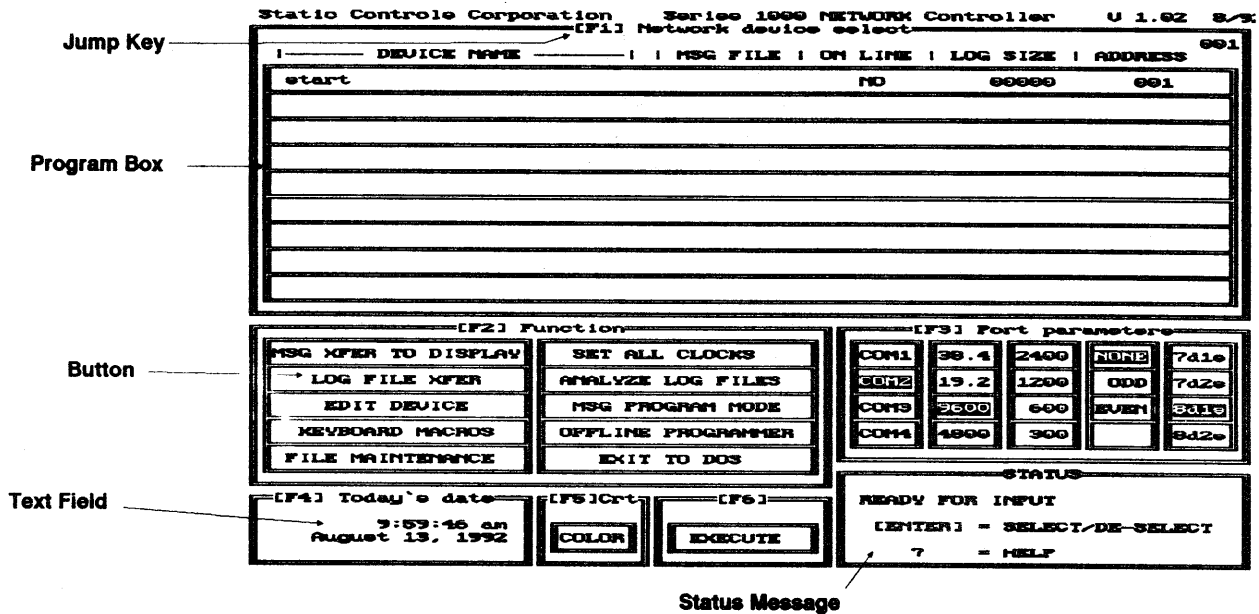 Static Controls Corporation Series 1000 NETWORK Controller V 1.02 8/9
Jump Key
[F1] Network device select
001
DEVICE NAME | | MSG FILE | ON LINE | LOG SIZE | ADDRESS
start NO 00000 001
Program Box
[F2] Function
MSG XFER TO DISPLAY SET ALL CLOCKS
Button
LOG FILE XFER ANALYZE LOG FILES
EDIT DEVICE MSG PROGRAM MODE
KEYBOARD MACROS OFFLINE PROGRAMMER
FILE MAINTENANCE EXIT TO DOS
[F3] Port parameters
COM1 38.4 2400 NONE 7d1s
COM2 19.2 1200 ODD 7d2s
COM3 9600 600 EVEN 8d1s
COM4 4800 300 8d2s
Text Field
[F4] Today's date
9:59:46 am
August 13, 1992
[F5]Crt
COLOR
[F6]
EXECUTE
STATUS
READY FOR INPUT
[ENTER] = SELECT/DE-SELECT
? = HELP
Status Message